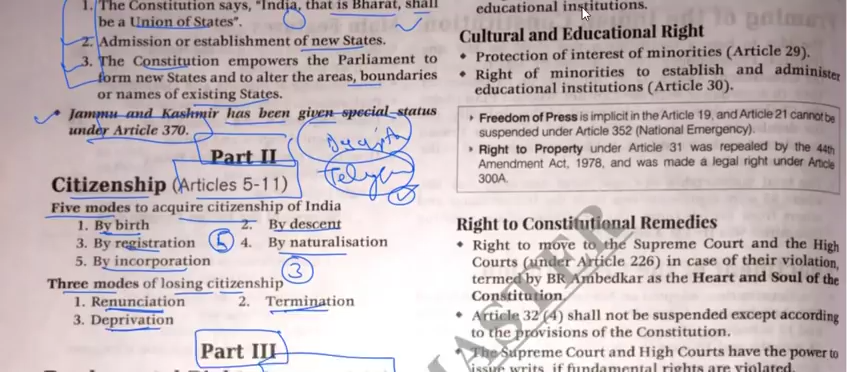 1. The Constitution says, "India, that is Bharat, shall
be a Union of States".
2. Admission or establishment of new States.
3. The Constitution empowers the Parliament to
form new States and to alter the areas, boundaries
or names of existing States.
• Jammu and Kashmir has been given special status
under Article 370.
Part II
Citizenship (Articles 5-11)
Five modes to acquire citizenship of India
1. By birth 2. By descent
3. By registration 5 4. By naturalisation
5. By incorporation
3
Three modes of losing citizenship
1. Renunciation 2. Termination
3. Deprivation
Part III
educational institutions.
Cultural and Educational Right
• Protection of interest of minorities (Article 29).
• Right of minorities to establish and administer
educational institutions (Article 30).
Freedom of Press is implicit in the Article 19, and Article 21 cannot be
suspended under Article 352 (National Emergency).
Right to Property under Article 31 was repealed by the 44th
Amendment Act, 1978, and was made a legal right under Article
300A.
Right to Constitutional Remedies
• Right to move to the Supreme Court and the High
Courts (under Article 226) in case of their violation,
termed by BR Ambedkar as the Heart and Soul of the
Constitution.
• Article 32 (4) shall not be suspended except according
to the provisions of the Constitution.
• The Supreme Court and High Courts have the power to
issue writs, if fundamental rights are violated.
MASTER